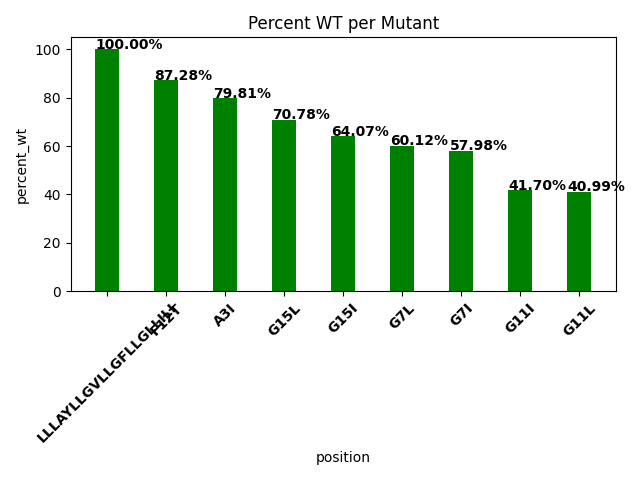 Percent WT per Mutant
percent_wt
100
80
60
40
20
0
100.00%
87.28%
79.81%
70.78%
64.07%
60.12%
57.98%
41.70%
40.99%
F12T
A3I
G15L
G15I
G7L
G7I
G11I
G11L
position